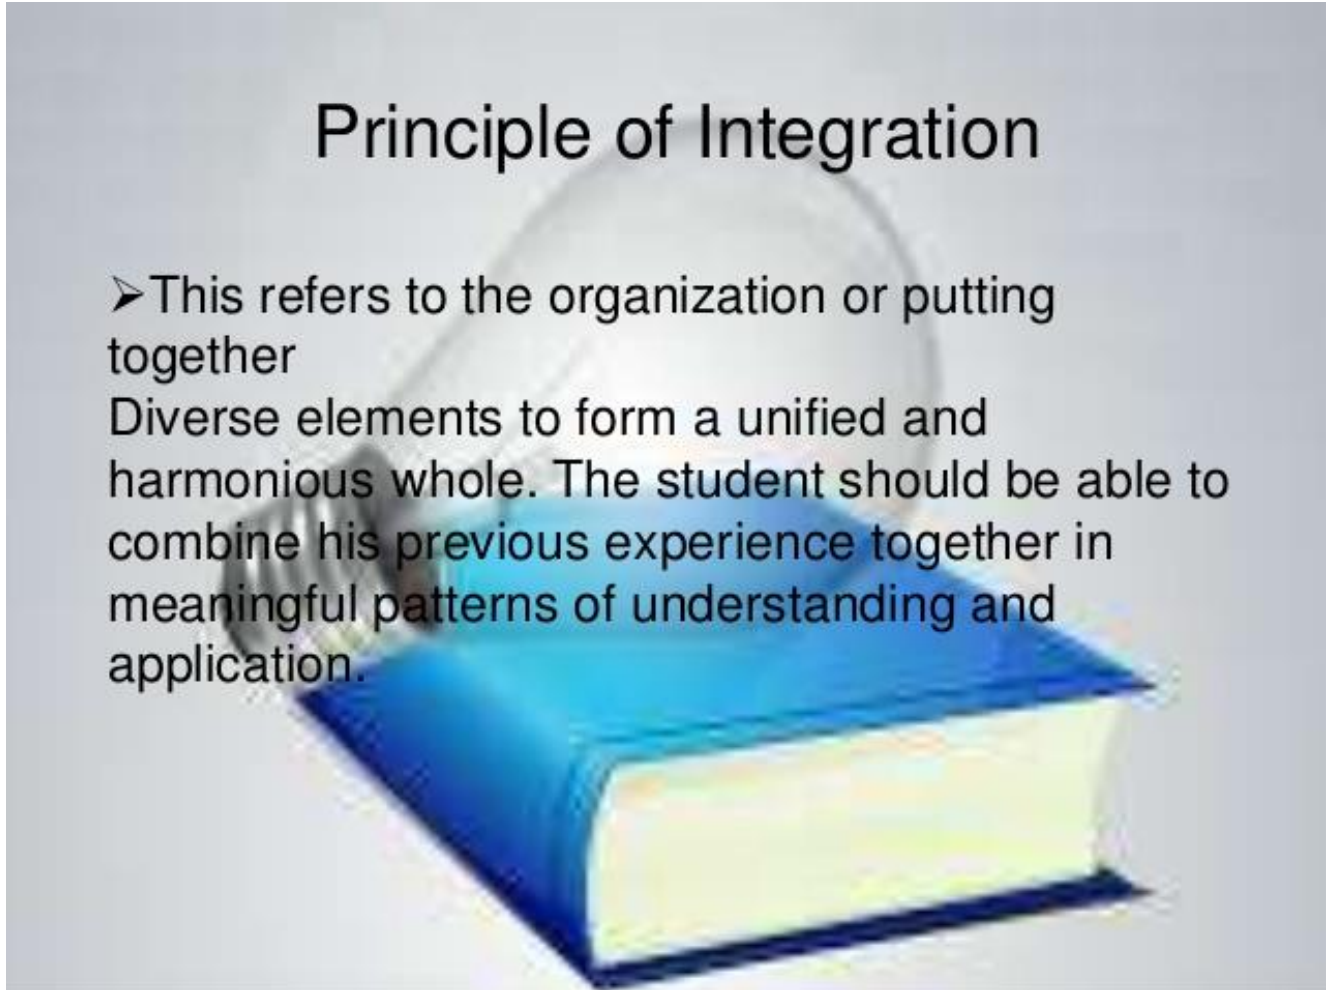 Principle of Integration
➢This refers to the organization or putting
together
Diverse elements to form a unified and
harmonious whole. The student should be able to
combine his previous experience together in
meaningful patterns of understanding and
application.